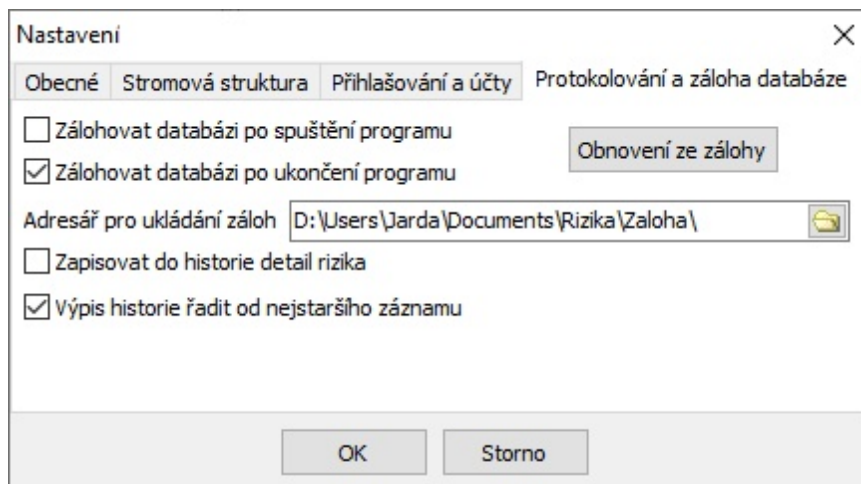 Nastavení
Obecné Stromová struktura Přihlašování a účty Protokolování a záloha databáze
Zálohovat databázi po spuštění programu
Obnovení ze zálohy
Zálohovat databázi po ukončení programu
Adresář pro ukládání záloh D:\Users\Jarda\Documents\Rizika\Zaloha\
Zapisovat do historie detail rizika
Výpis historie řadit od nejstaršího záznamu
OK Storno